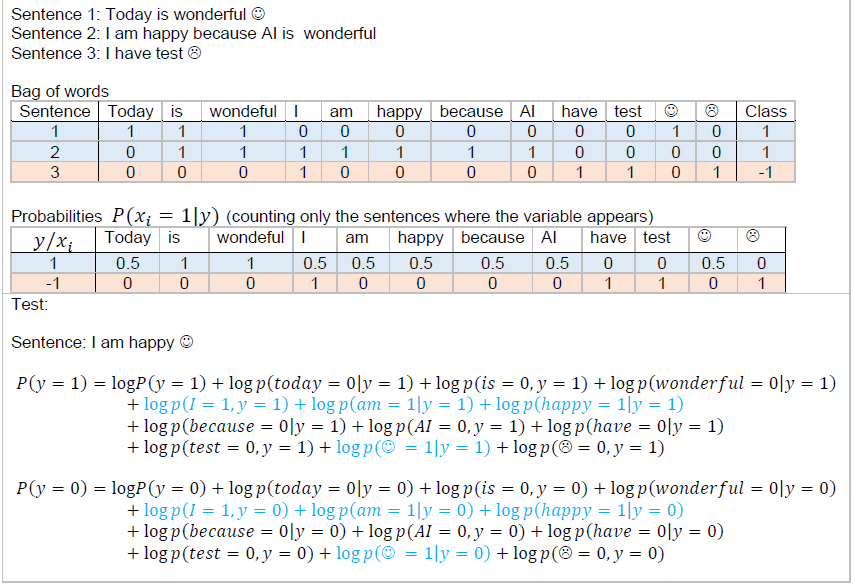 Sentence 1: Today is wonderful ☺
Sentence 2: I am happy because AI is wonderful
Sentence 3: I have test ☹
Bag of words
Sentence Today is wondeful I am happy because AI have test ☺ ☹ Class
1 1 1 1 0 0 0 0 0 0 0 1 0 1
2 0 1 1 1 1 1 1 1 0 0 0 0 1
3 0 0 0 1 0 0 0 0 1 1 0 1 -1
Probabilities P(xᵢ = 1|y) (counting only the sentences where the variable appears)
y/xᵢ Today is wondeful I am happy because AI have test ☺ ☹
1 0.5 1 1 0.5 0.5 0.5 0.5 0.5 0 0 0.5 0
-1 0 0 0 1 0 0 0 0 1 1 0 1
Test:
Sentence: I am happy ☺
P(y = 1) = logP(y = 1) + log p(today = 0|y = 1) + log p(is = 0, y = 1) + log p(wonderful = 0|y = 1)
+ log p(I = 1, y = 1) + log p(am = 1|y = 1) + log p(happy = 1|y = 1)
+ log p(because = 0|y = 1) + log p(AI = 0, y = 1) + log p(have = 0|y = 1)
+ log p(test = 0, y = 1) + log p(☺ = 1|y = 1) + log p(☹ = 0, y = 1)
P(y = 0) = logP(y = 0) + log p(today = 0|y = 0) + log p(is = 0, y = 0) + log p(wonderful = 0|y = 0)
+ log p(I = 1, y = 0) + log p(am = 1|y = 0) + log p(happy = 1|y = 0)
+ log p(because = 0|y = 0) + log p(AI = 0, y = 0) + log p(have = 0|y = 0)
+ log p(test = 0, y = 0) + log p(☺ = 1|y = 0) + log p(☹ = 0, y = 0)